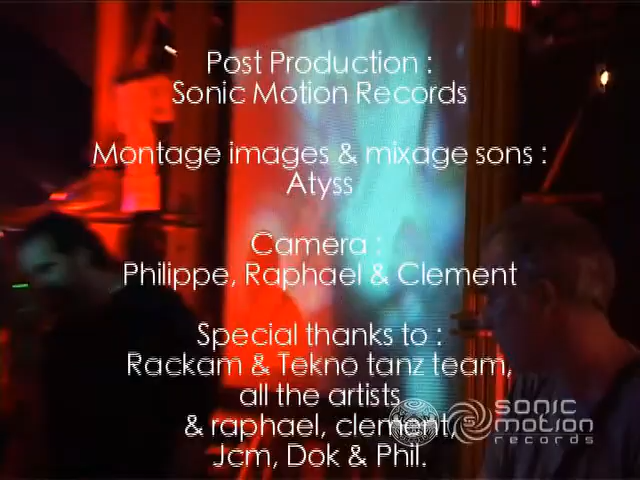 Post Production :
Sonic Motion Records
Montage images & mixage sons :
Atyss
Camera :
Philippe, Raphael & Clement
Special thanks to :
Rackam & Tekno tanz team,
all the artists
& raphael, clement,
Jcm, Dok & Phil.
sonic
motion
records